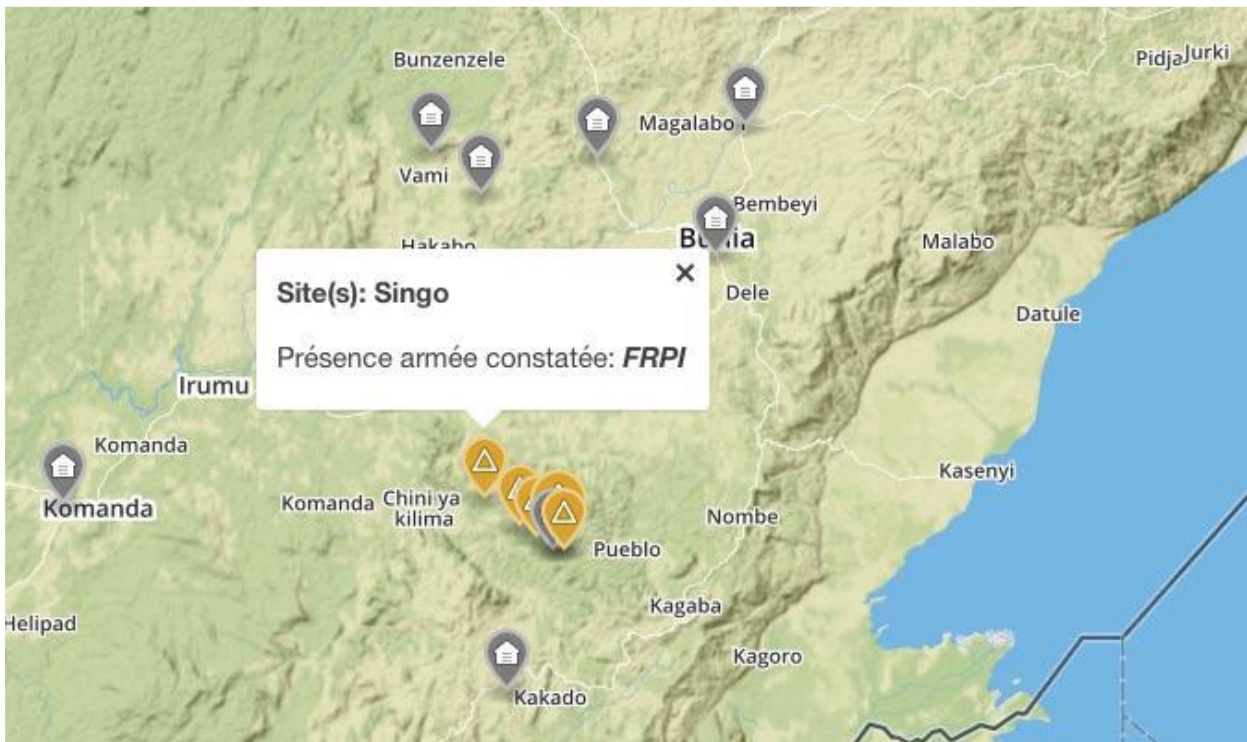 Pidja
Jurki
Bunzenzele
Magalabo
Vami
Bembeyi
Hakabo
Bunia
Malabo
Site(s): Singo
×
Dele
Datule
Présence armée constatée: FRPI
Irumu
Komanda
Kasenyi
Komanda
Komanda
Chini ya
kilima
Nombe
Pueblo
Kagaba
Helipad
Kagoro
Kakado